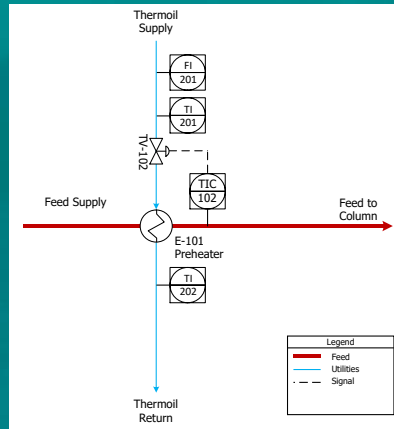 Thermoil
Supply
FI
201
TI
201
TV-102
TIC
102
Feed Supply
Feed to
Column
E-101
Preheater
TI
202
Legend
Feed
Utilities
Signal
Thermoil
Return